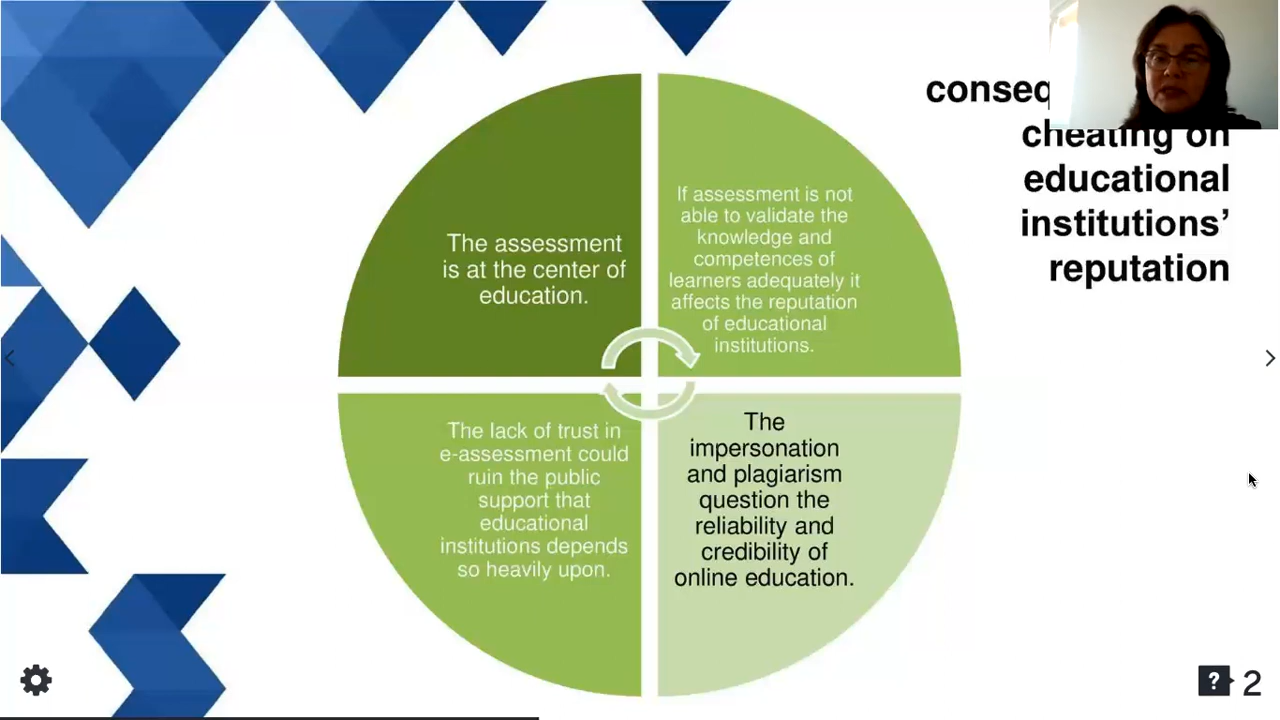 cheating on
educational
institutions’
reputation
The assessment
is at the center of
education.
If assessment is not
able to validate the
knowledge and
competences of
learners adequately it
affects the reputation
of educational
institutions.
The lack of trust in
e-assessment could
ruin the public
support that
educational
institutions depends
so heavily upon.
The
impersonation
and plagiarism
question the
reliability and
credibility of
online education.
? 2